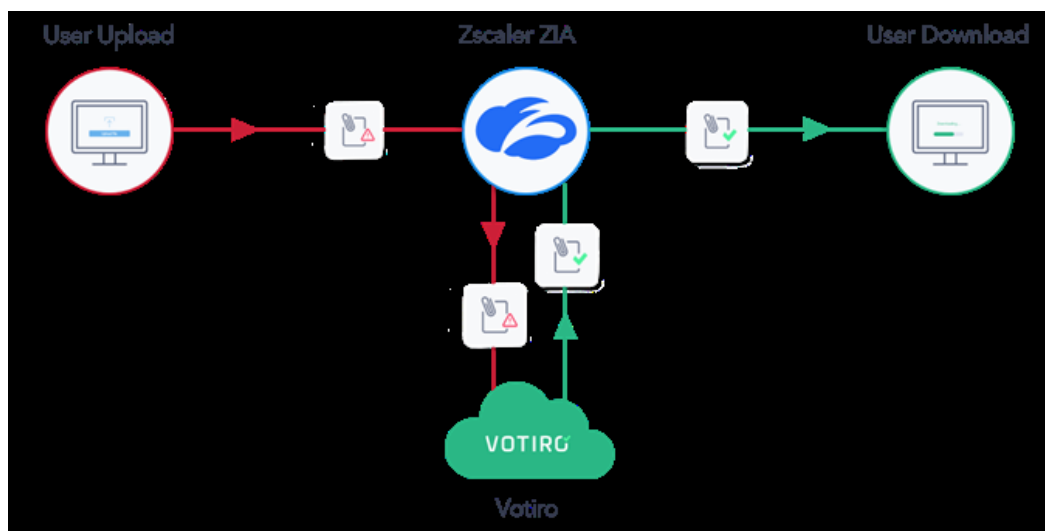 User Upload
Zscaler ZIA
User Download
VOTIRO
Votiro